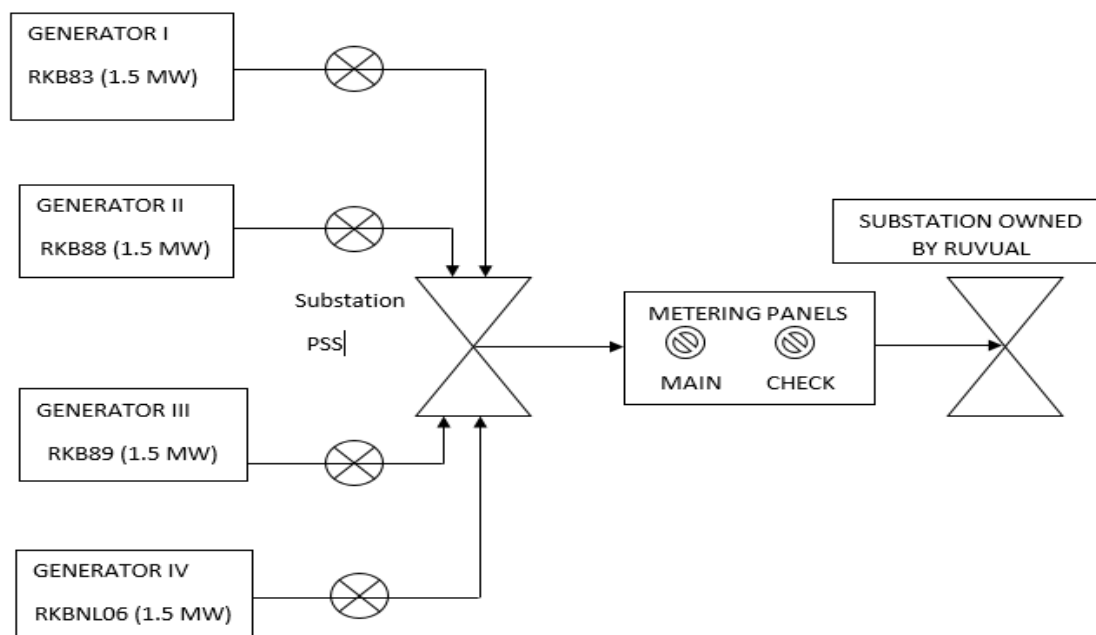 GENERATOR I
RKB83 (1.5 MW)
GENERATOR II
RKB88 (1.5 MW)
SUBSTATION OWNED
BY RUVUAL
Substation
PSS
METERING PANELS
MAIN CHECK
GENERATOR III
RKB89 (1.5 MW)
GENERATOR IV
RKBNL06 (1.5 MW)